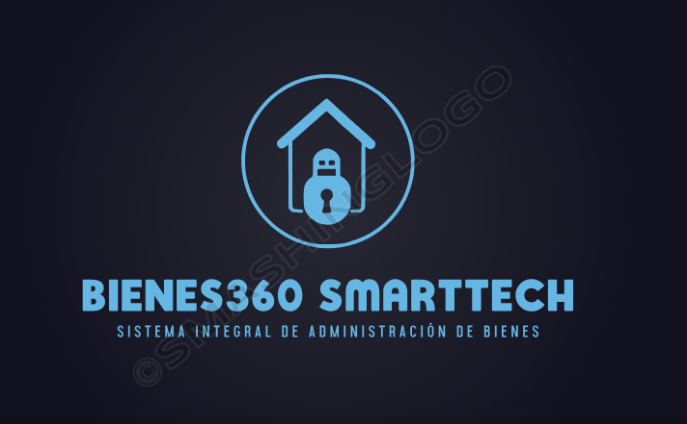 BIENES360 SMARTTECH
SISTEMA INTEGRAL DE ADMINISTRACIÓN DE BIENES
©SMASHINGLOGO